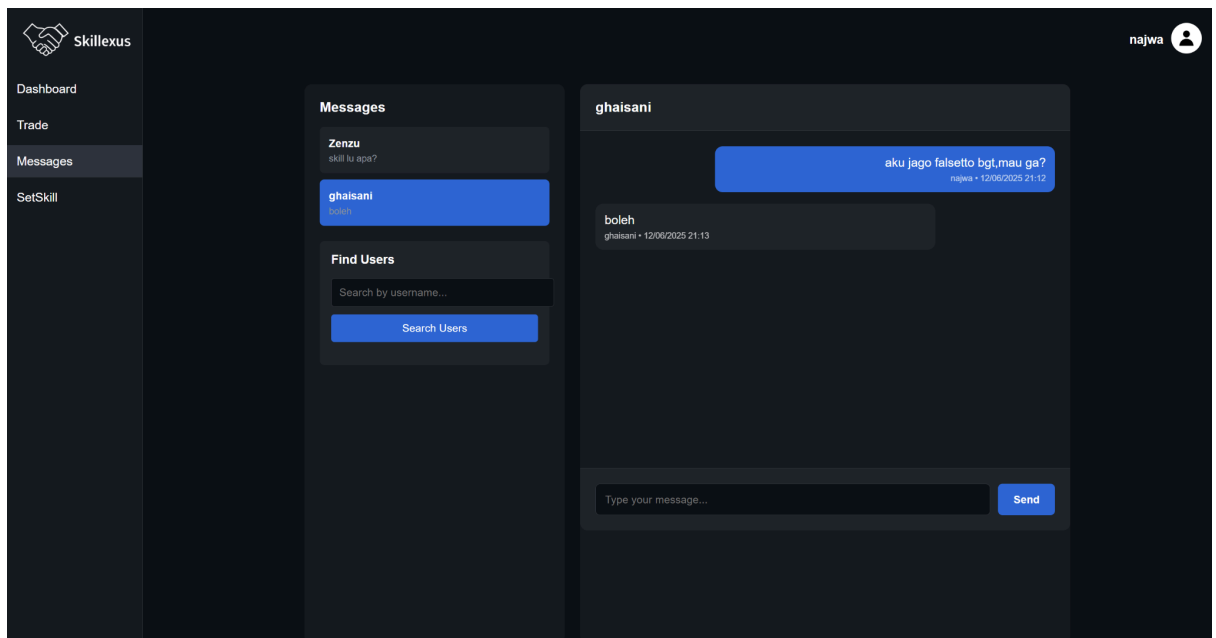 Skillexus
najwa
Dashboard
Trade
Messages
SetSkill
Messages
Zenzu
skill lu apa?
ghaisani
boleh
Find Users
Search by username...
Search Users
ghaisani
aku jago falsetto bgt,mau ga?
najwa • 12/06/2025 21:12
boleh
ghaisani • 12/06/2025 21:13
Type your message...
Send